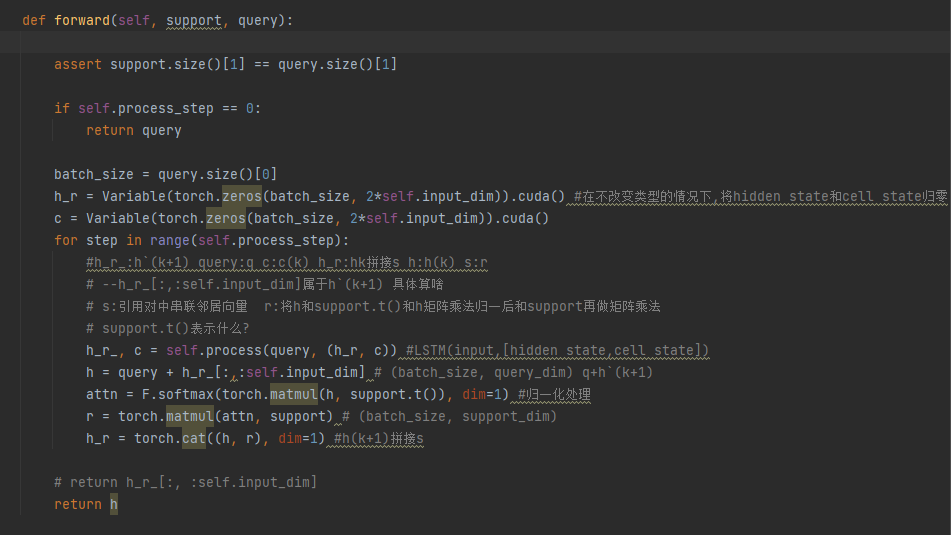 def forward(self, support, query):
assert support.size()[1] == query.size()[1]
if self.process_step == 0:
return query
batch_size = query.size()[0]
h_r = Variable(torch.zeros(batch_size, 2*self.input_dim)).cuda() #在不改变类型的情况下,将hidden state和cell state归零
c = Variable(torch.zeros(batch_size, 2*self.input_dim)).cuda()
for step in range(self.process_step):
#h_r_:h`(k+1) query:q c:c(k) h_r:hk拼接s h:h(k) s:r
# --h_r_[:,:self.input_dim]属于h`(k+1) 具体算啥
# s:引用对中串联邻居向量  r:将h和support.t()和h矩阵乘法归一后和support再做矩阵乘法
# support.t()表示什么?
h_r_, c = self.process(query, (h_r, c)) #LSTM(input,[hidden state,cell state])
h = query + h_r_[:,:self.input_dim] # (batch_size, query_dim) q+h`(k+1)
attn = F.softmax(torch.matmul(h, support.t()), dim=1) #归一化处理
r = torch.matmul(attn, support) # (batch_size, support_dim)
h_r = torch.cat((h, r), dim=1) #h(k+1)拼接s
# return h_r_[:, :self.input_dim]
return h